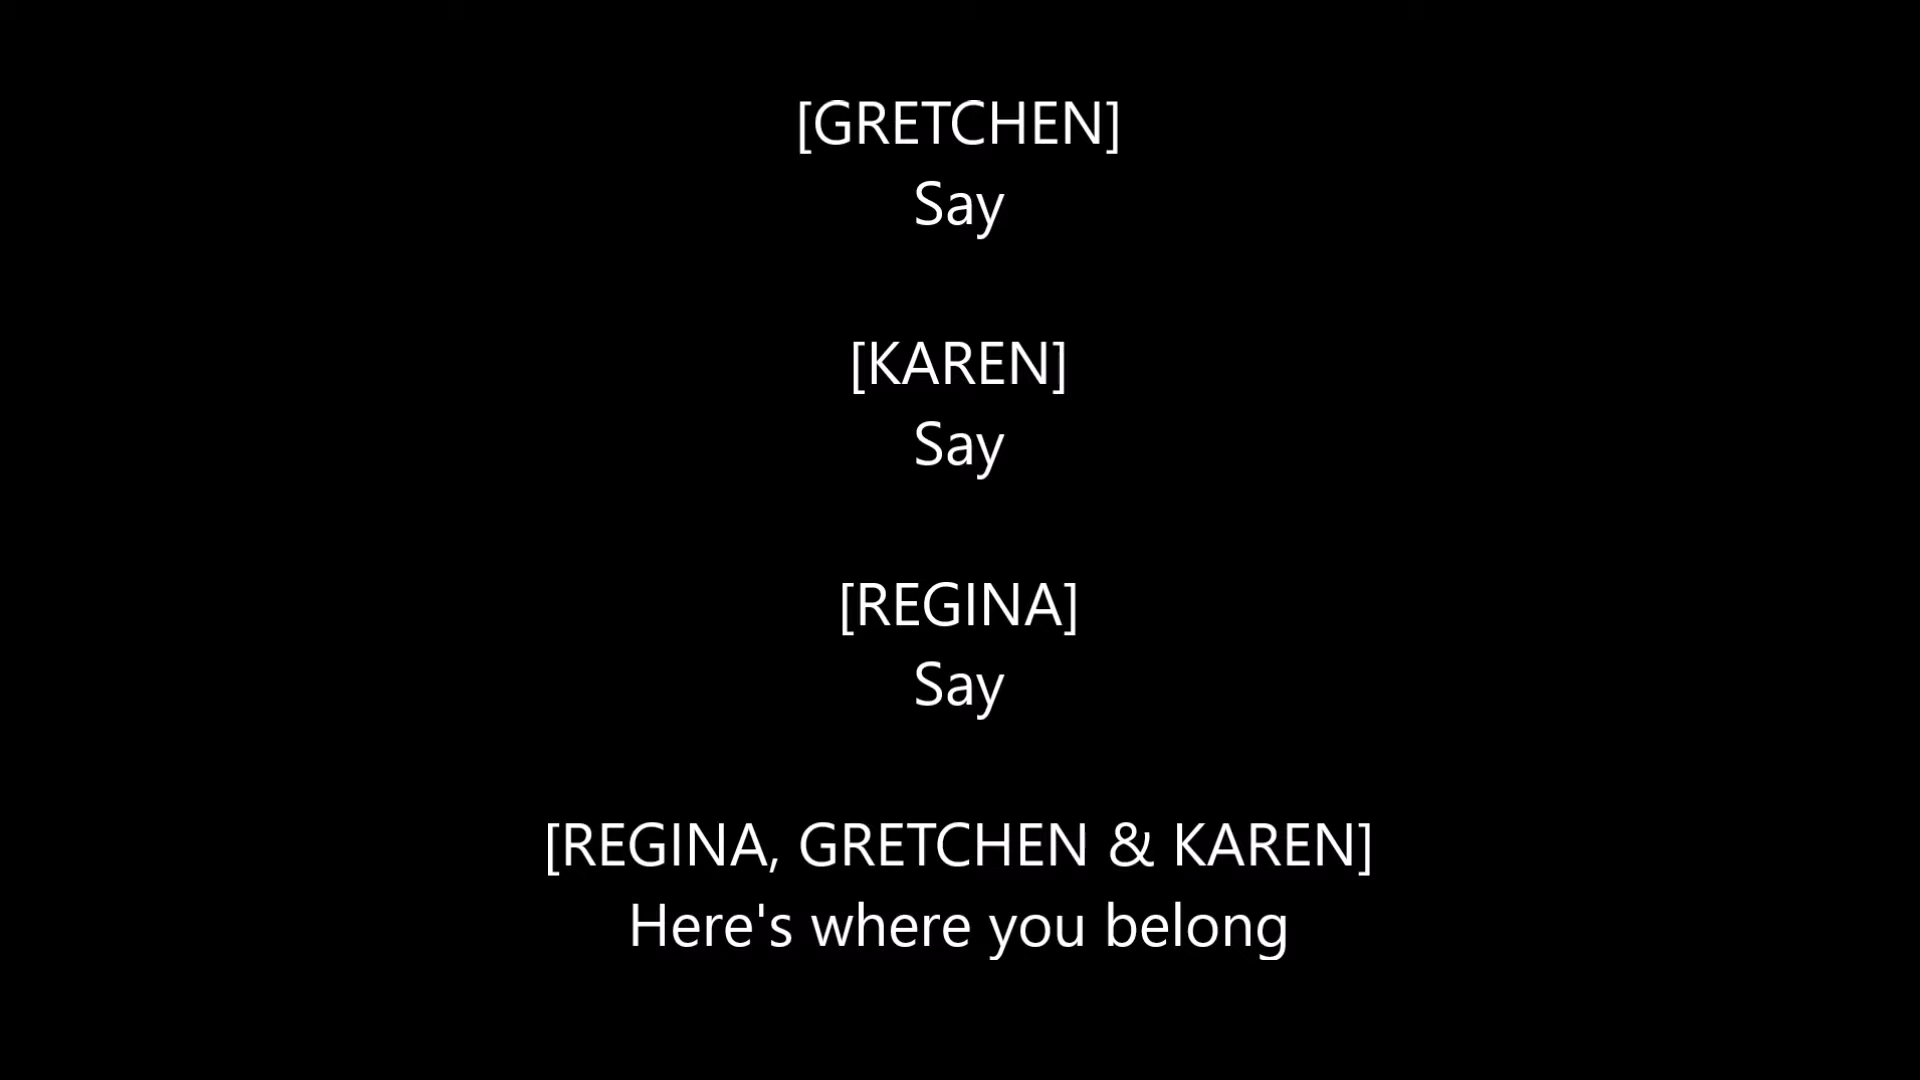 [GRETCHEN]
Say
[KAREN]
Say
[REGINA]
Say
[REGINA, GRETCHEN & KAREN]
Here's where you belong